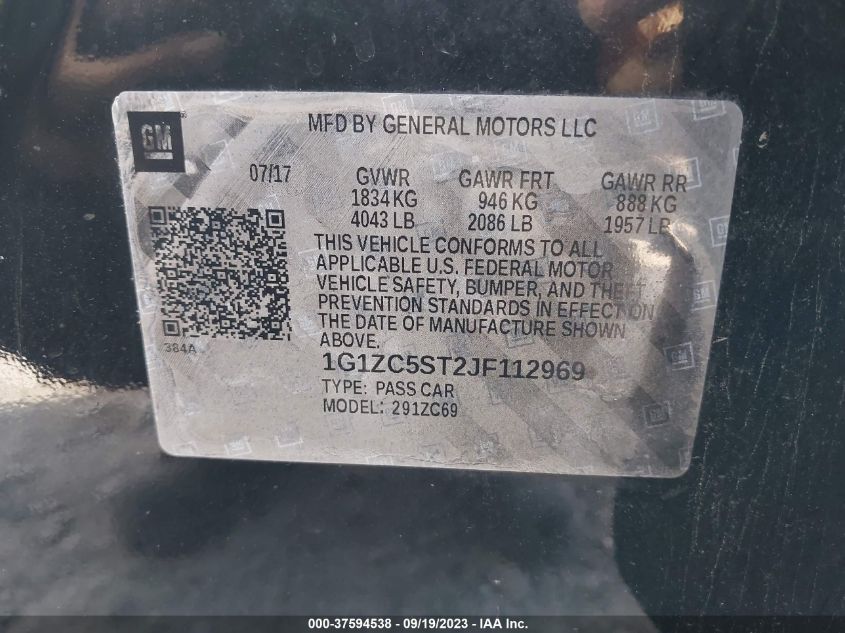 GM
MFD BY GENERAL MOTORS LLC
07/17
GVWR GAWR FRT GAWR RR
1834 KG 946 KG 888 KG
4043 LB 2086 LB 1957 LB
THIS VEHICLE CONFORMS TO ALL
APPLICABLE U.S. FEDERAL MOTOR
VEHICLE SAFETY, BUMPER, AND THEFT
PREVENTION STANDARDS IN EFFECT ON
THE DATE OF MANUFACTURE SHOWN
ABOVE.
384A
1G1ZC5ST2JF112969
TYPE: PASS CAR
MODEL: 291ZC69
000-37594538 - 09/19/2023 - IAA Inc.